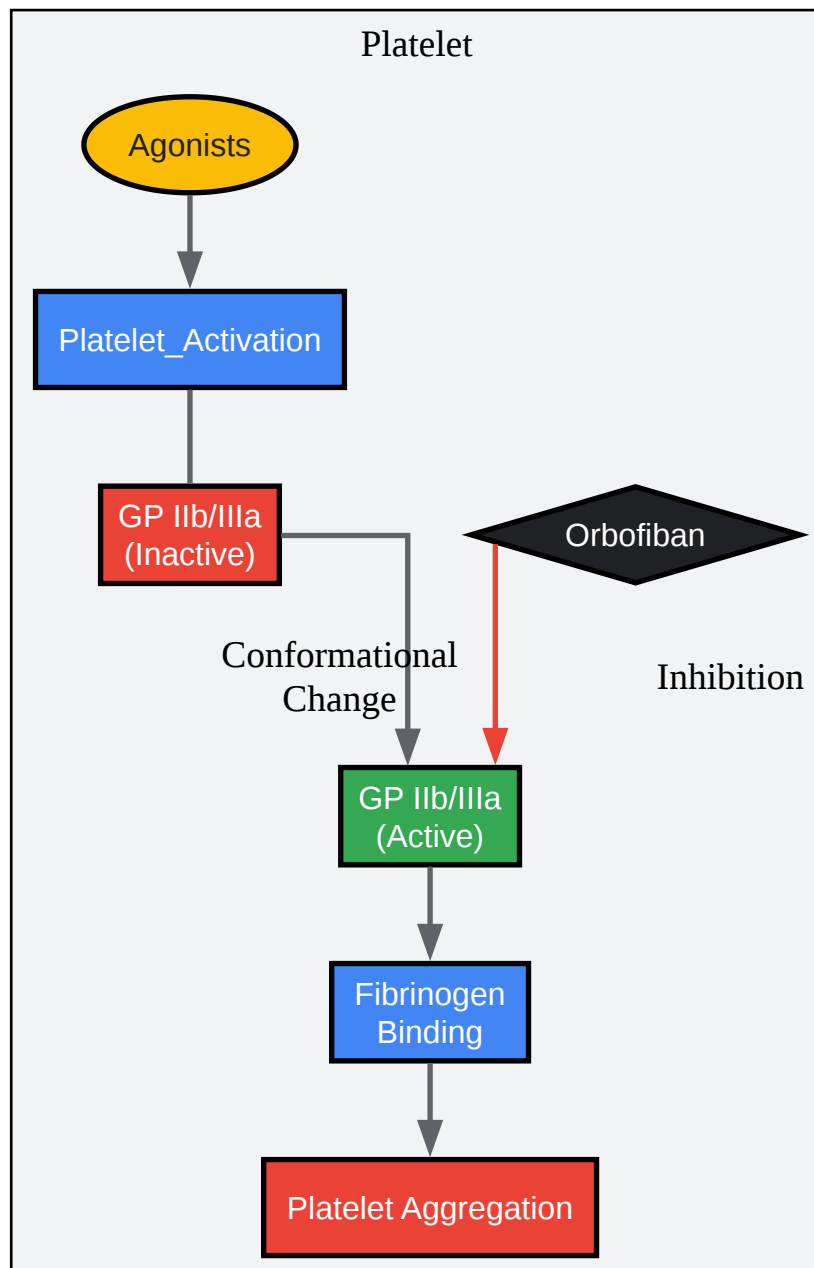 Platelet
Agonists
Platelet_Activation
GP IIb/IIIa
(Inactive)
Orbofiban
Conformational
Change
Inhibition
GP IIb/IIIa
(Active)
Fibrinogen
Binding
Platelet Aggregation